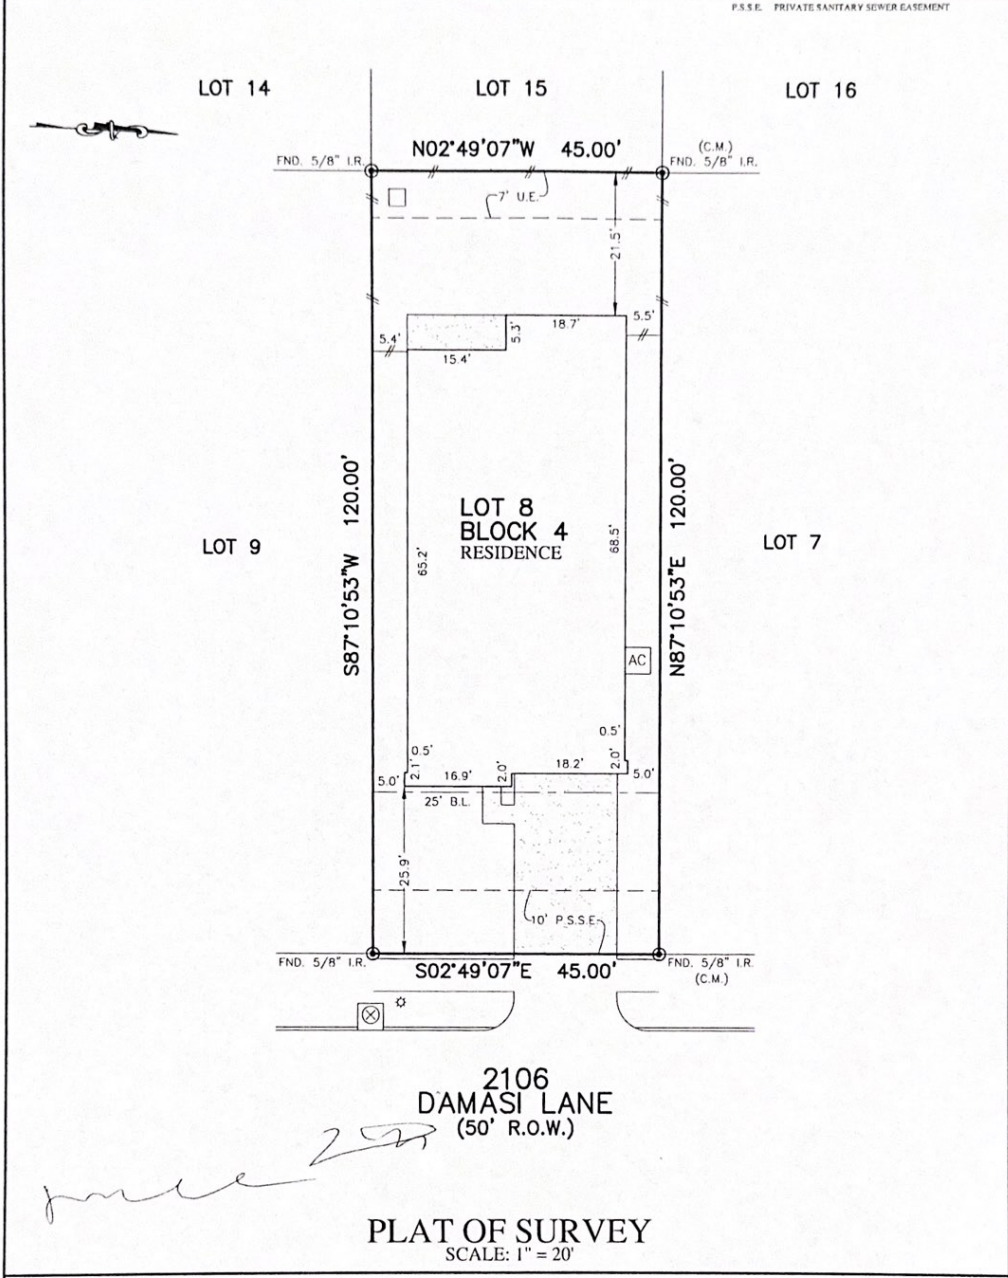 P.S.S.E. PRIVATE SANITARY SEWER EASEMENT
LOT 14
LOT 15
LOT 16
N02°49'07"W 45.00'
(C.M.)
FND. 5/8" I.R.
FND. 5/8" I.R.
7' U.E.
21.5'
5.5'
18.7'
5.3'
5.4'
15.4'
S87°10'53"W 120.00'
N87°10'53"E 120.00'
LOT 8
BLOCK 4
RESIDENCE
LOT 9
LOT 7
65.2'
68.5'
AC
0.5'
0.5'
18.2'
2.0'
5.0'
2.1'
16.9'
2.0'
5.0'
25' B.L.
25.9'
10' P.S.S.E.
FND. 5/8" I.R.
S02°49'07"E 45.00'
FND. 5/8" I.R.
(C.M.)
2106
DAMASI LANE
(50' R.O.W.)
PLAT OF SURVEY
SCALE: 1" = 20'